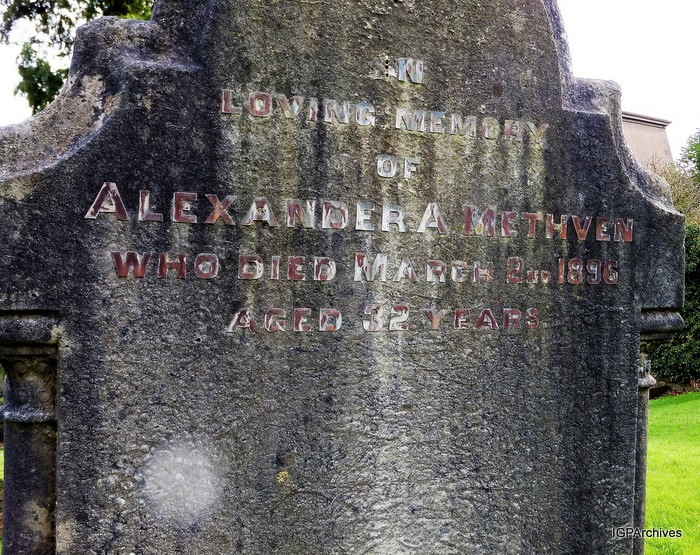 IN
LOVING MEMORY
OF
ALEXANDERA METHVEN
WHO DIED MARCH 2ND 1896
AGED 32 YEARS
IGPArchives